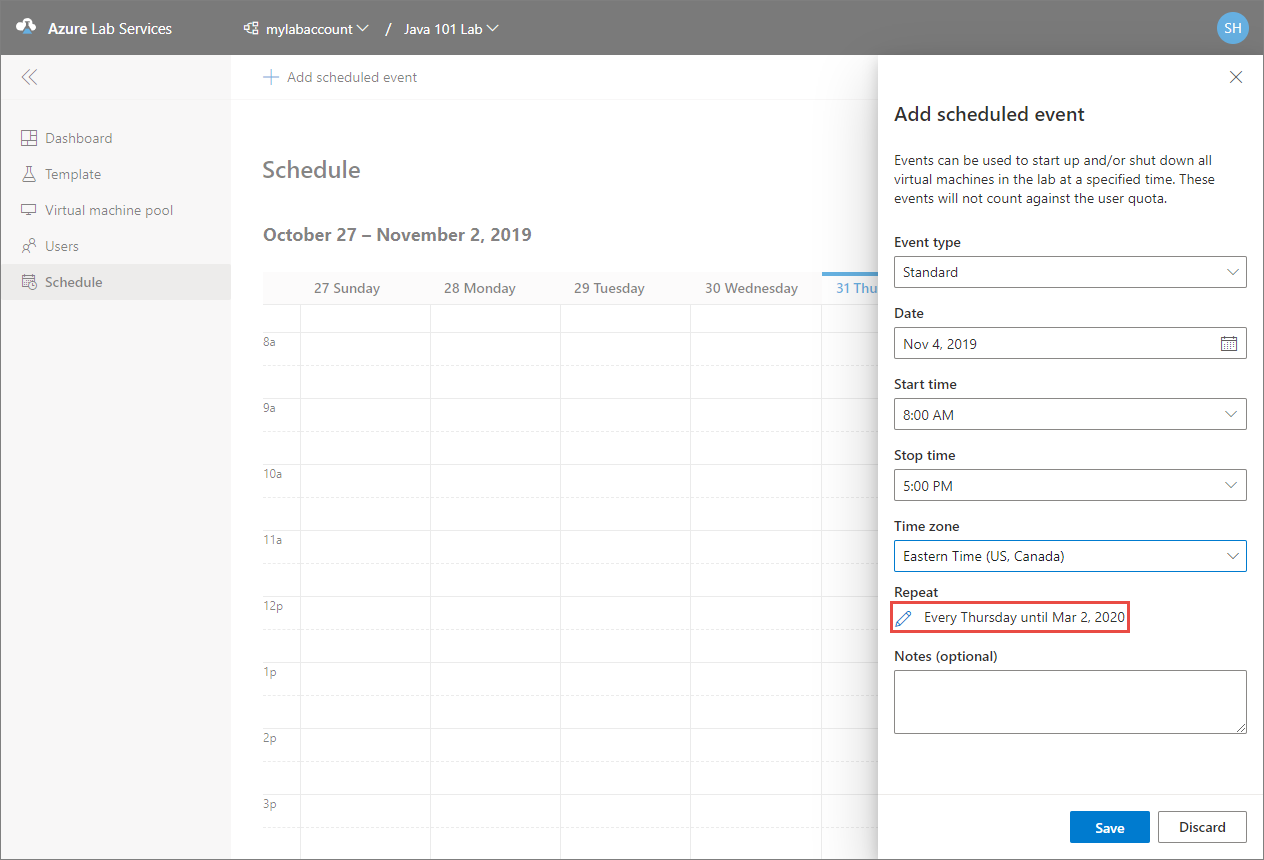 Azure Lab Services
mylabaccount / Java 101 Lab
SH
Add scheduled event
Dashboard
Template
Virtual machine pool
Users
Schedule
Schedule
October 27 – November 2, 2019
27 Sunday 28 Monday 29 Tuesday 30 Wednesday 31 Thu
8a
9a
10a
11a
12p
1p
2p
3p
Add scheduled event
Events can be used to start up and/or shut down all
virtual machines in the lab at a specified time. These
events will not count against the user quota.
Event type
Standard
Date
Nov 4, 2019
Start time
8:00 AM
Stop time
5:00 PM
Time zone
Eastern Time (US, Canada)
Repeat
Every Thursday until Mar 2, 2020
Notes (optional)
Save Discard